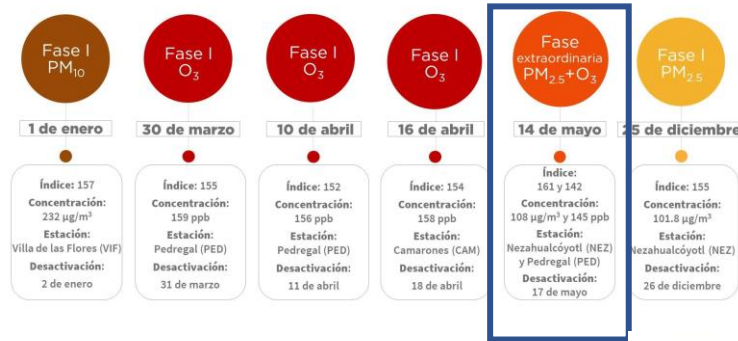 Fase I
PM₁₀
1 de enero
Índice: 157
Concentración:
232 µg/m³
Estación:
Villa de las Flores (VIF)
Desactivación:
2 de enero
Fase I
O₃
30 de marzo
Índice: 155
Concentración:
159 ppb
Estación:
Pedregal (PED)
Desactivación:
31 de marzo
Fase I
O₃
10 de abril
Índice: 152
Concentración:
156 ppb
Estación:
Pedregal (PED)
Desactivación:
11 de abril
Fase I
O₃
16 de abril
Índice: 154
Concentración:
158 ppb
Estación:
Camarones (CAM)
Desactivación:
18 de abril
Fase
extraordinaria
PM₂.₅+O₃
14 de mayo
Índice:
161 y 142
Concentración:
108 µg/m³ y 145 ppb
Estación:
Nezahualcóyotl (NEZ)
y Pedregal (PED)
Desactivación:
17 de mayo
Fase I
PM₂.₅
25 de diciembre
Índice: 155
Concentración:
101.8 µg/m³
Estación:
Nezahualcóyotl (NEZ)
Desactivación:
26 de diciembre